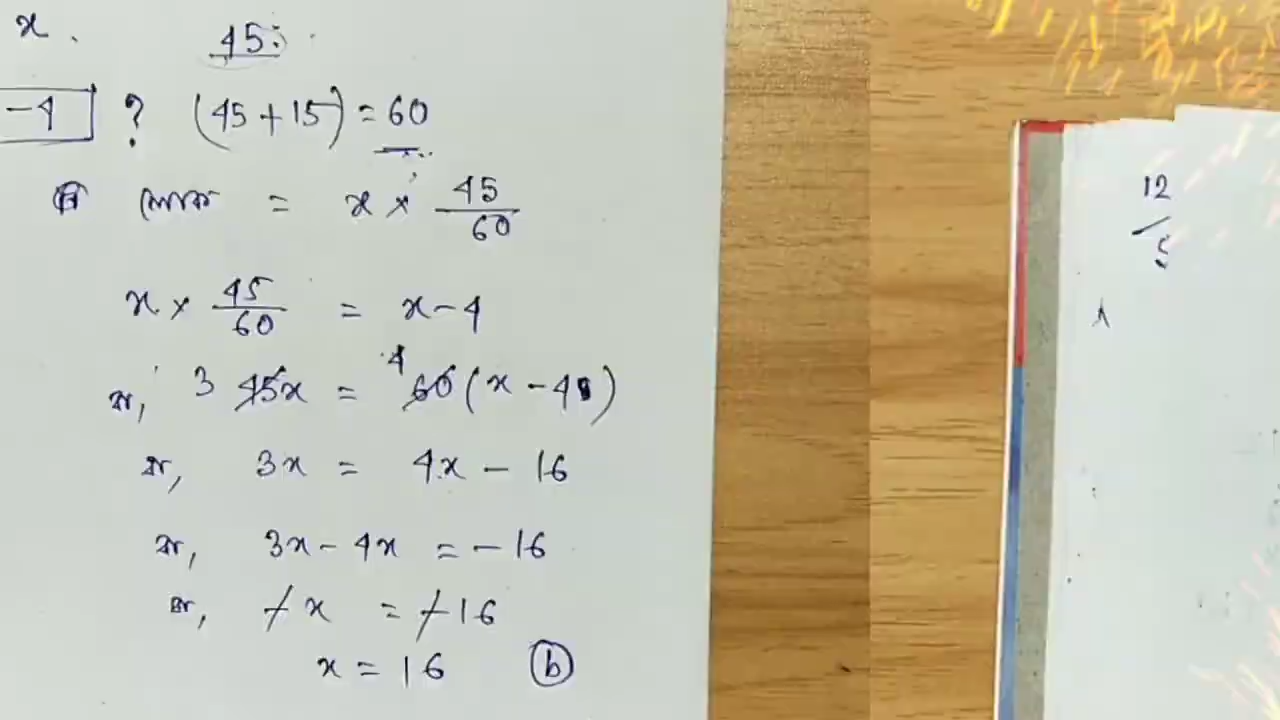 x. 45.
-4 ? (45+15) = 60
লোক = x × 45/60
x × 45/60 = x-4
বা, 3 45x = 4 60(x-4)
বা, 3x = 4x - 16
বা, 3x - 4x = -16
বা, -x = -16
x = 16 (b)
12
5